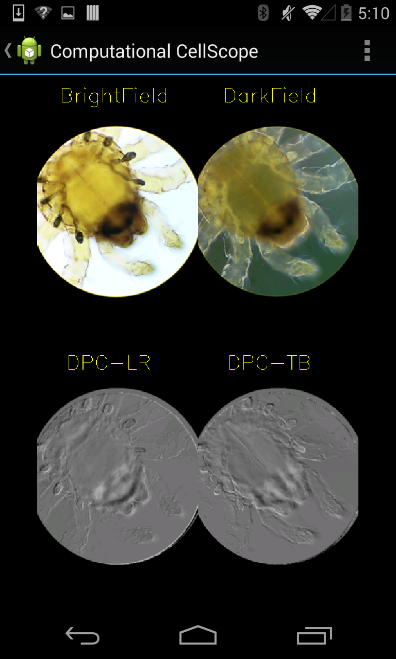 5:10
Computational CellScope
BrightField
DarkField
DPC-LR
DPC-TB